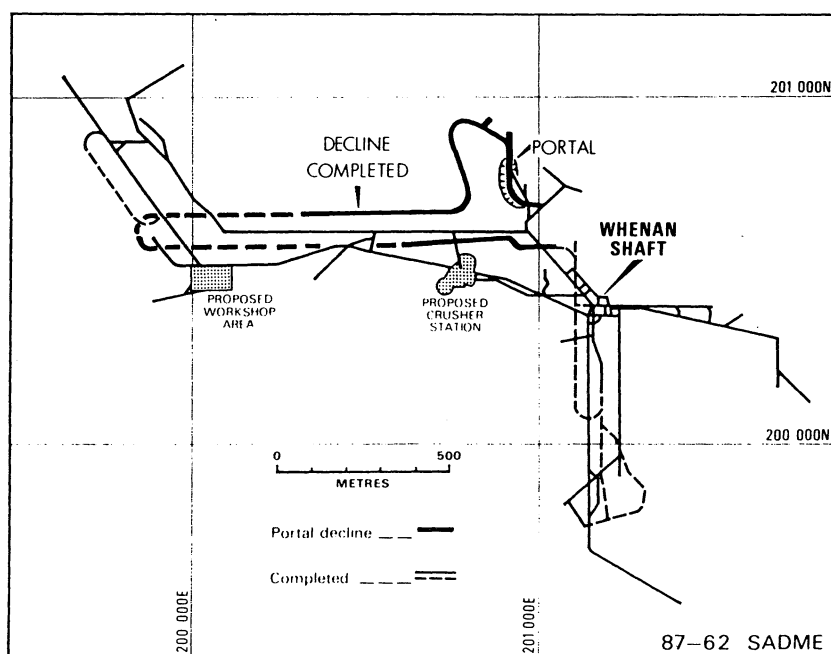 201 000N
DECLINE
COMPLETED
PORTAL
WHENAN
SHAFT
PROPOSED
WORKSHOP
AREA
PROPOSED
CRUSHER
STATION
200 000N
0 500
METRES
Portal decline
Completed
200 000E
201 000E
87-62 SADME